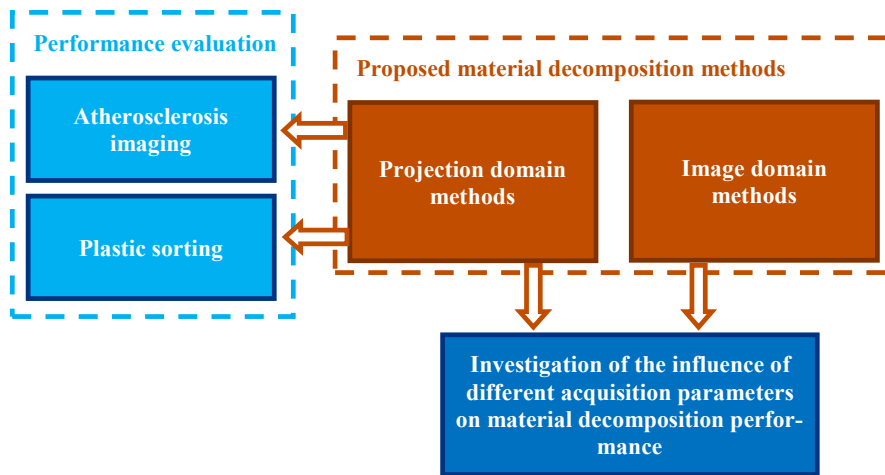 Performance evaluation
Atherosclerosis
imaging
Plastic sorting
Proposed material decomposition methods
Projection domain
methods
Image domain
methods
Investigation of the influence of
different acquisition parameters
on material decomposition perfor-
mance